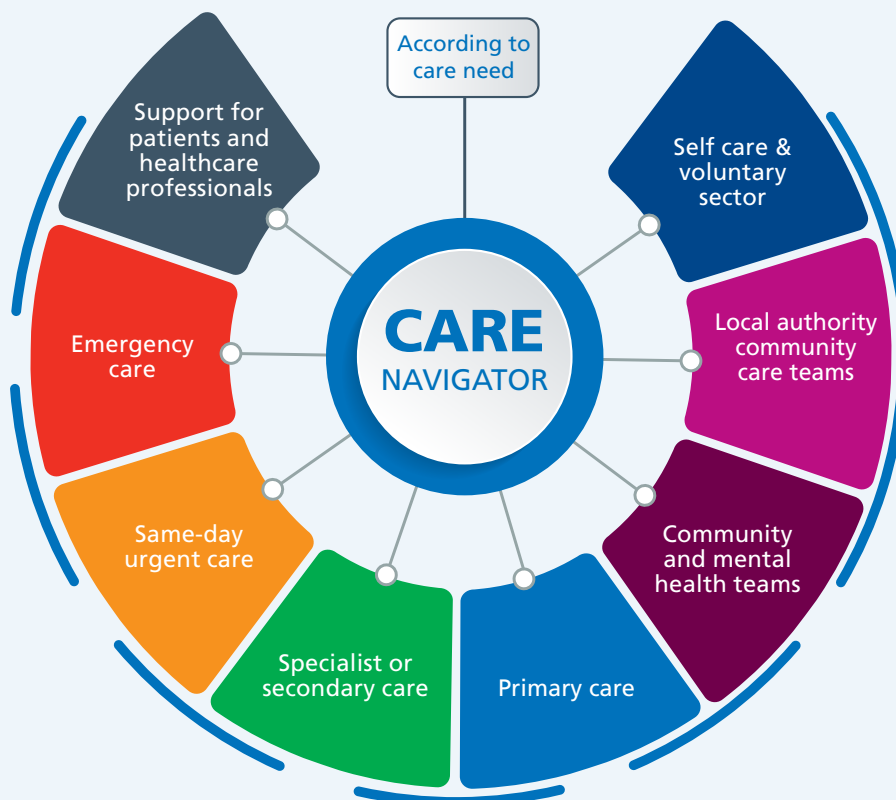 According to
care need
Support for
patients and
healthcare
professionals
Self care &
voluntary
sector
Emergency
care
CARE
NAVIGATOR
Local authority
community
care teams
Same-day
urgent care
Community
and mental
health teams
Specialist or
secondary care
Primary care